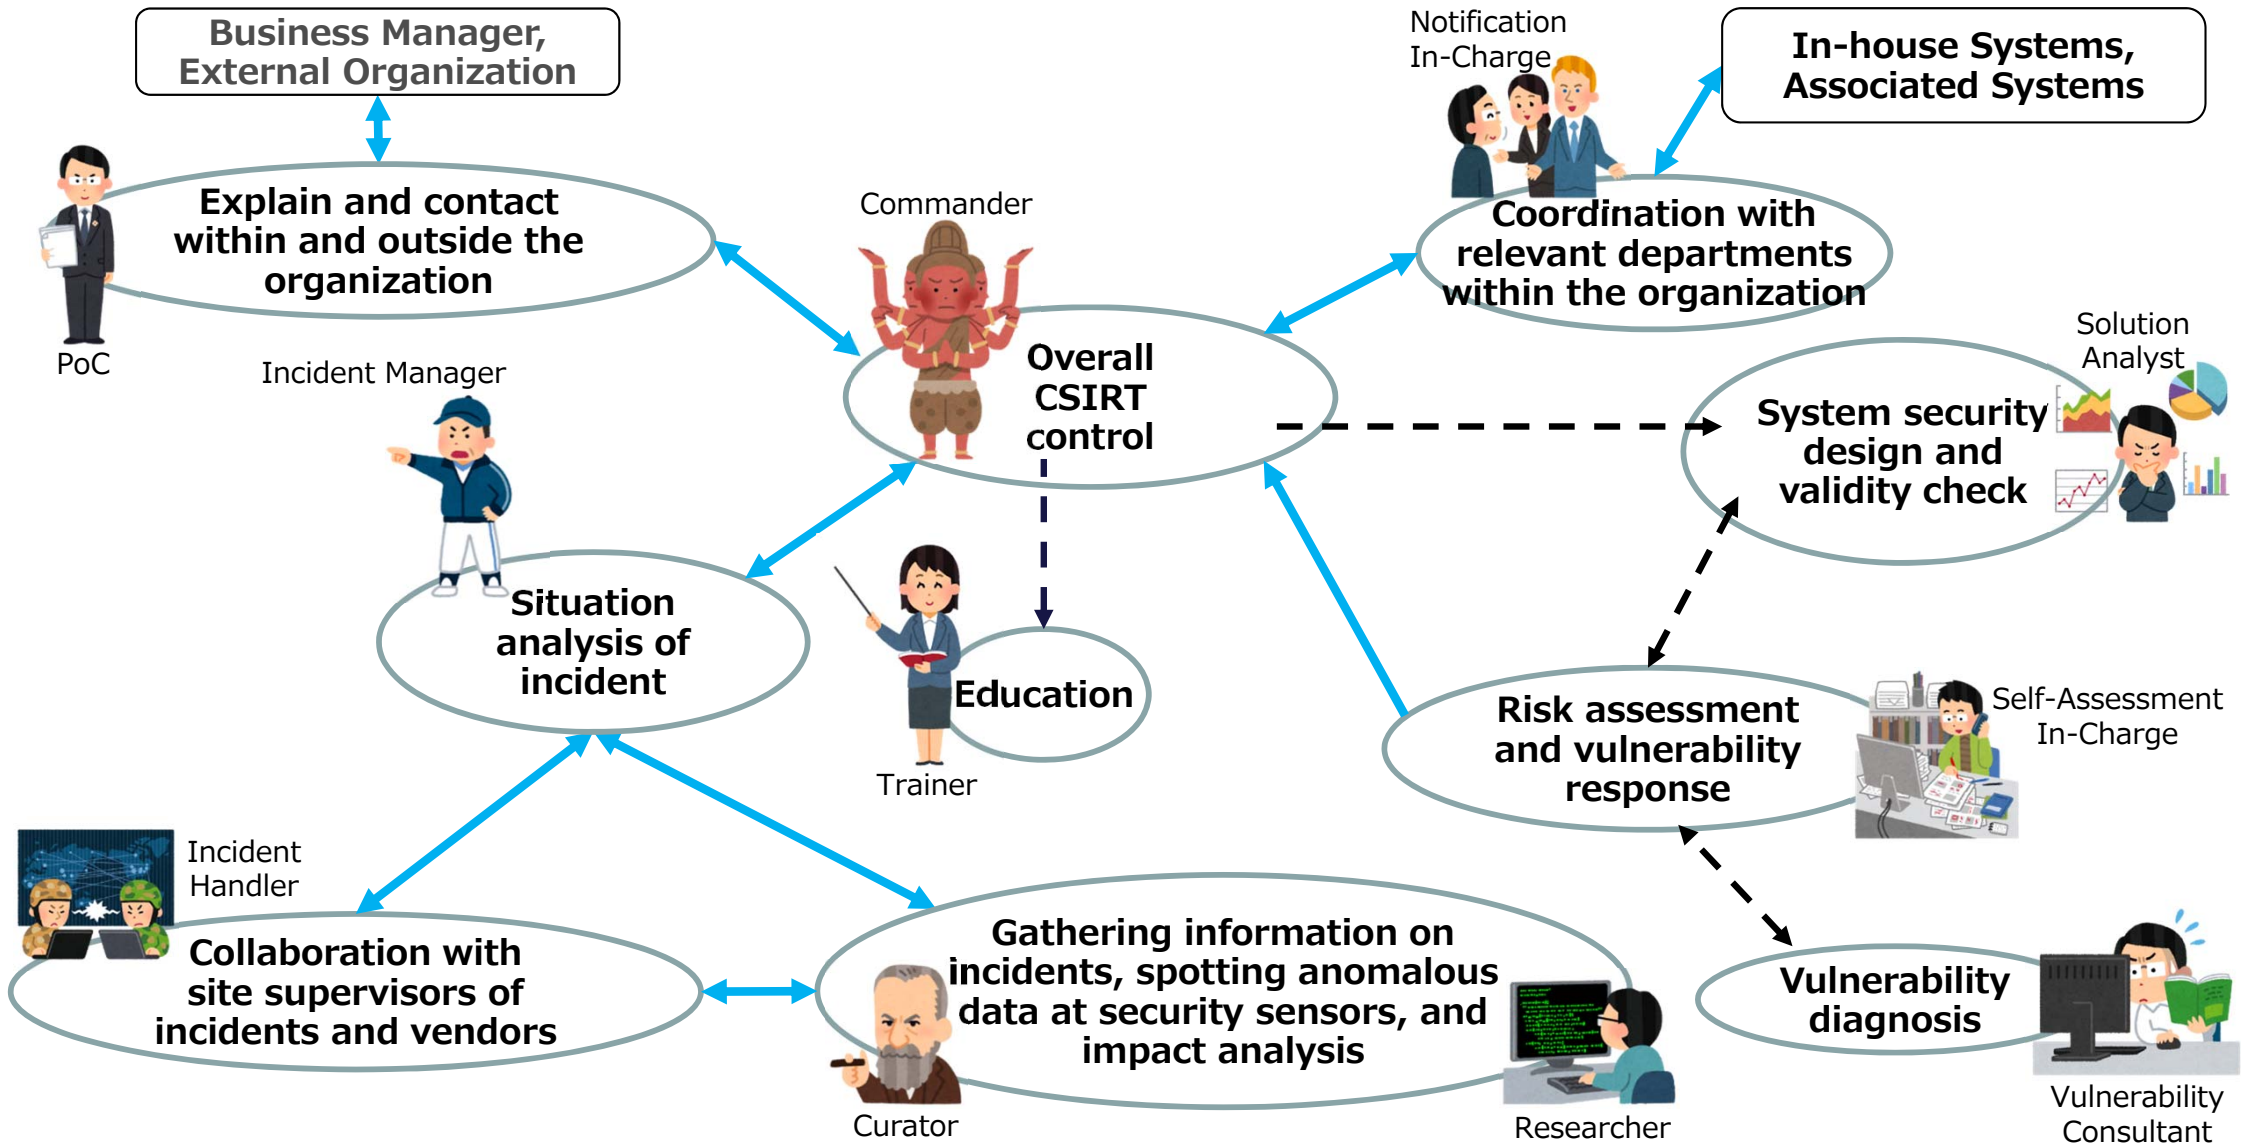 Business Manager,
External Organization
Notification
In-Charge
In-house Systems,
Associated Systems
Explain and contact
within and outside the
organization
PoC
Commander
Coordination with
relevant departments
within the organization
Incident Manager
Overall
CSIRT
control
Solution
Analyst
System security
design and
validity check
Situation
analysis of
incident
Education
Trainer
Risk assessment
and vulnerability
response
Self-Assessment
In-Charge
Incident
Handler
Collaboration with
site supervisors of
incidents and vendors
Gathering information on
incidents, spotting anomalous
data at security sensors, and
impact analysis
Curator
Researcher
Vulnerability
diagnosis
Vulnerability
Consultant